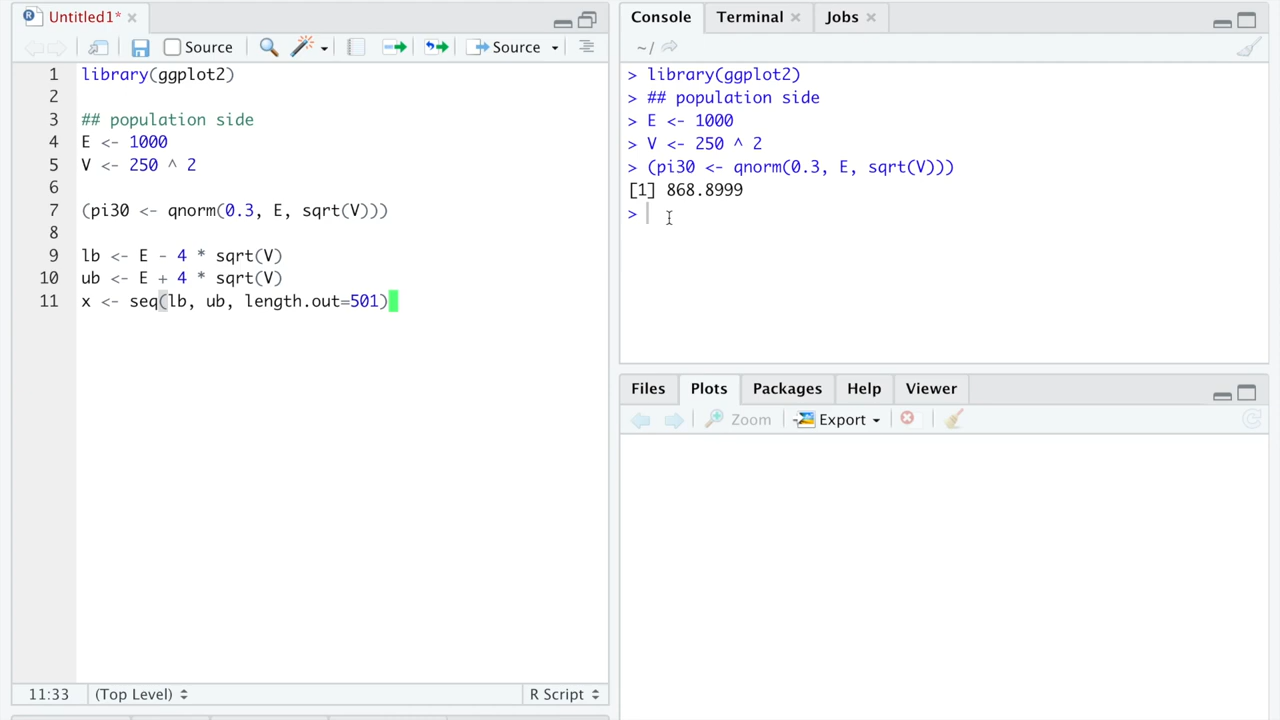 Untitled1*
Source
Source
1 library(ggplot2)
2
3 ## population side
4 E <- 1000
5 V <- 250 ^ 2
6
7 (pi30 <- qnorm(0.3, E, sqrt(V)))
8
9 lb <- E - 4 * sqrt(V)
10 ub <- E + 4 * sqrt(V)
11 x <- seq(lb, ub, length.out=501)
11:33 (Top Level) R Script
Console Terminal Jobs
~/
> library(ggplot2)
> ## population side
> E <- 1000
> V <- 250 ^ 2
> (pi30 <- qnorm(0.3, E, sqrt(V)))
[1] 868.8999
>
Files Plots Packages Help Viewer
Zoom Export